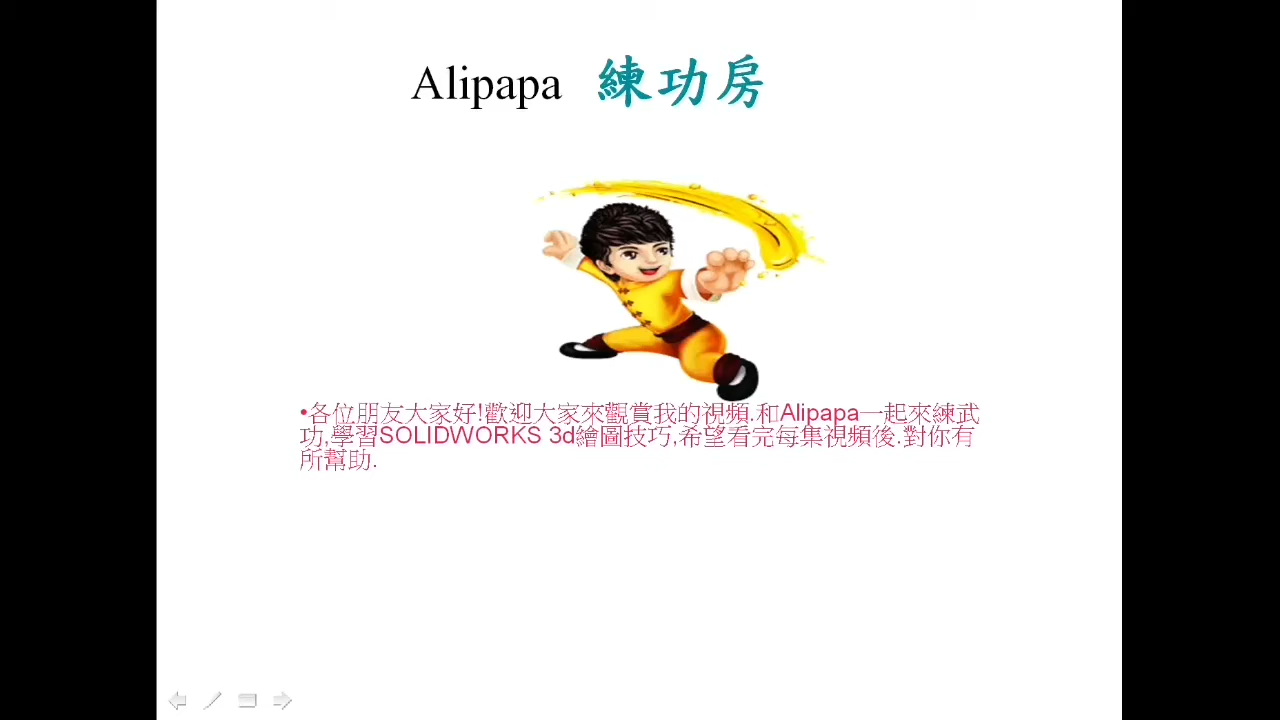 Alipapa 練功房
•各位朋友大家好!歡迎大家來觀賞我的視頻.和Alipapa一起來練武
功,學習SOLIDWORKS 3d繪圖技巧,希望看完每集視頻後.對你有
所幫助.